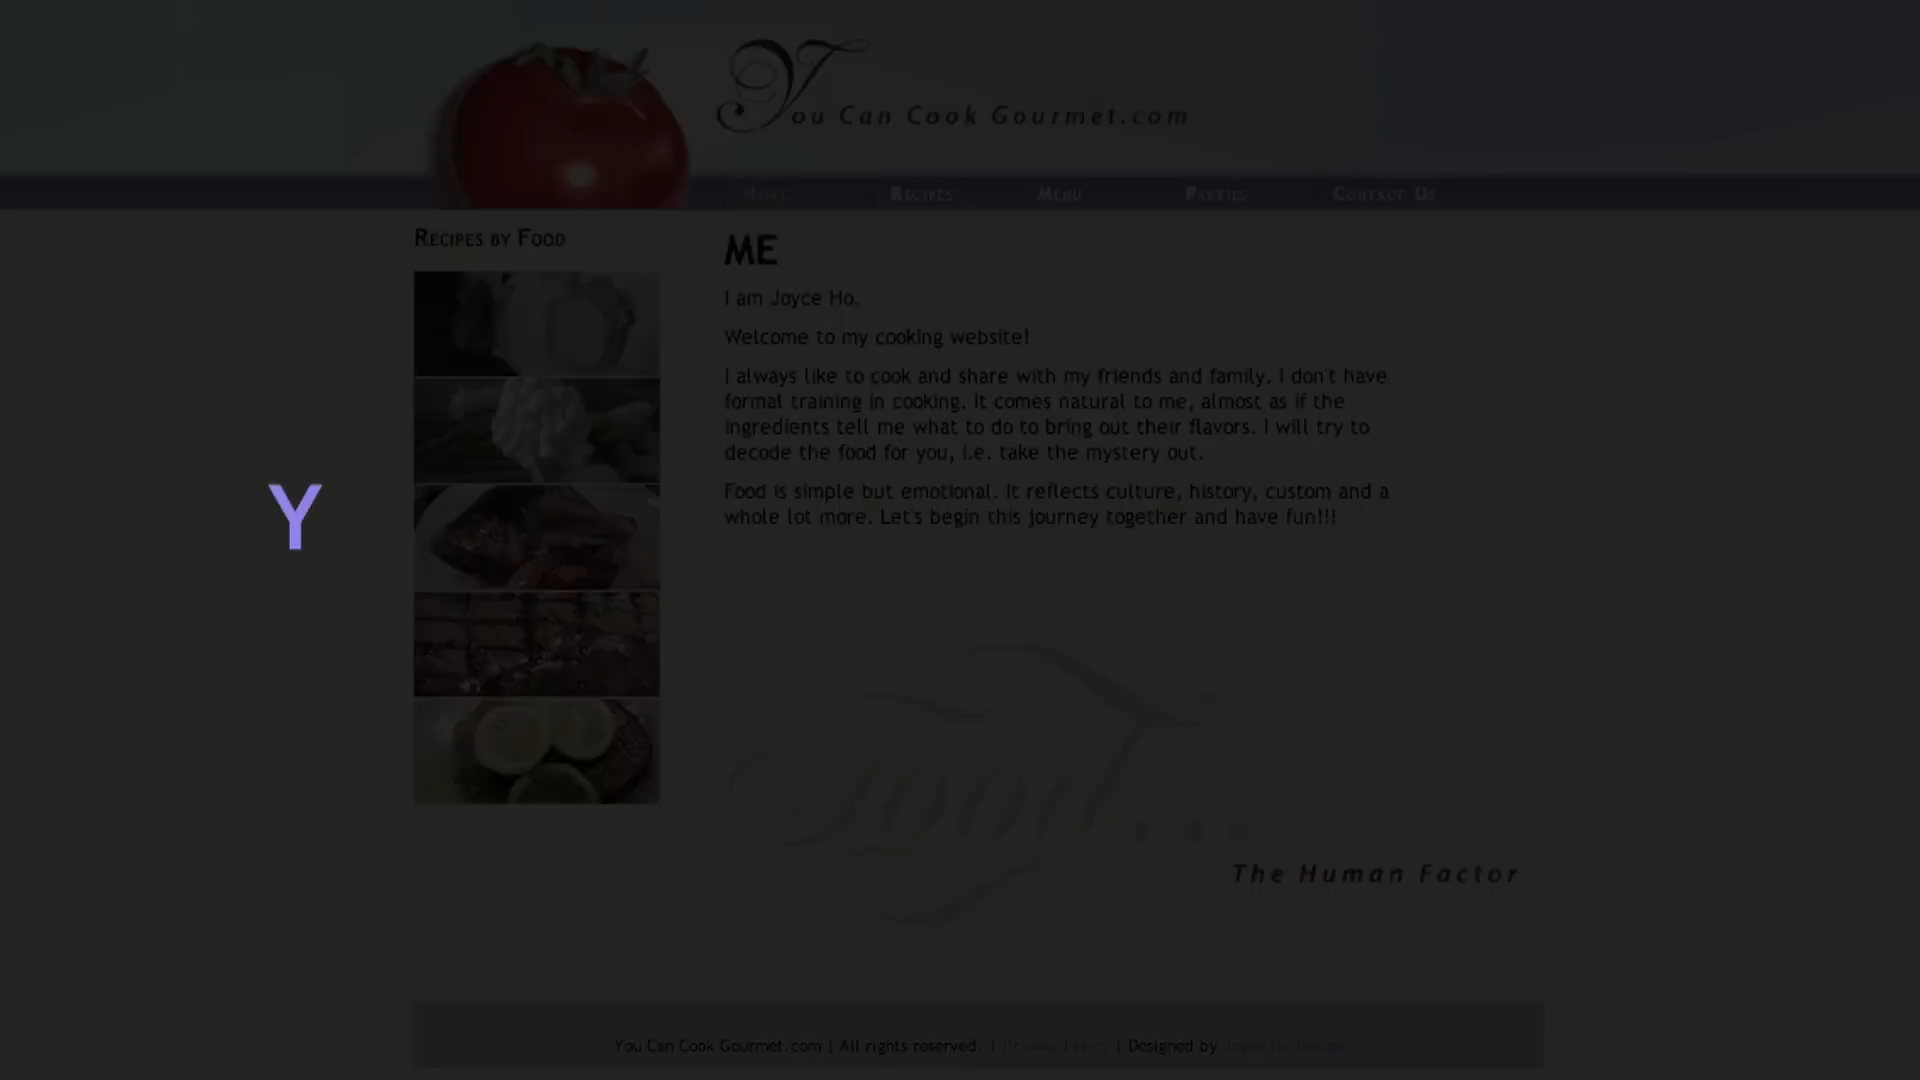 You Can Cook Gourmet.com
Home Recipes Menu Parties Contact Us
Recipes by Food
ME
I am Joyce Ho.
Welcome to my cooking website!
I always like to cook and share with my friends and family. I don't have
formal training in cooking. It comes natural to me, almost as if the
ingredients tell me what to do to bring out their flavors. I will try to
decode the food for you, i.e. take the mystery out.
Food is simple but emotional. It reflects culture, history, custom and a
whole lot more. Let's begin this journey together and have fun!!!
Y
Food...
The Human Factor
You Can Cook Gourmet.com | All rights reserved. | Privacy Policy | Designed by